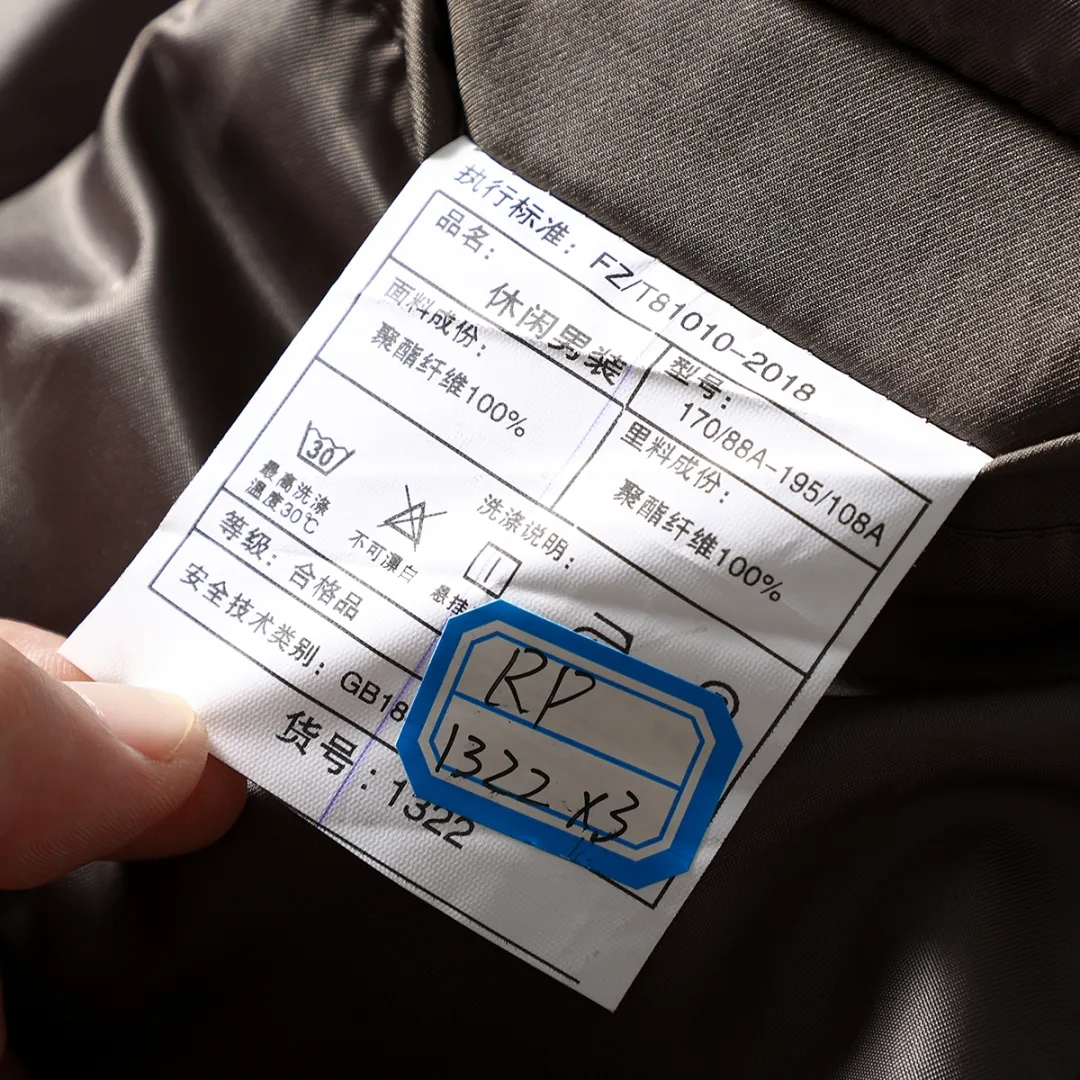 执行标准：FZ/T81010-2018
品名：
休闲男装
型号：
170/88A-195/108A
面料成份：
聚酯纤维100%
里料成份：
聚酯纤维100%
洗涤说明：
30
最高洗涤
温度30℃
不可漂白
悬挂
等级：合格品
安全技术类别：GB18
货号：1322
RP
1322 x3